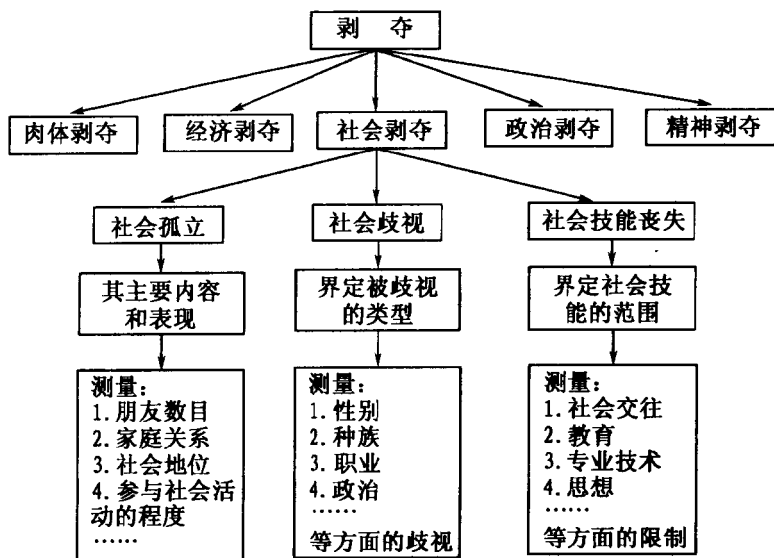 剥 夺
肉体剥夺
经济剥夺
社会剥夺
政治剥夺
精神剥夺
社会孤立
社会歧视
社会技能丧失
其主要内容
和表现
界定被歧视
的类型
界定社会技
能的范围
测量:
1.朋友数目
2.家庭关系
3.社会地位
4.参与社会活
动的程度
……
测量:
1.性别
2.种族
3.职业
4.政治
……
等方面的歧视
测量:
1.社会交往
2.教育
3.专业技术
4.思想
……
等方面的限制